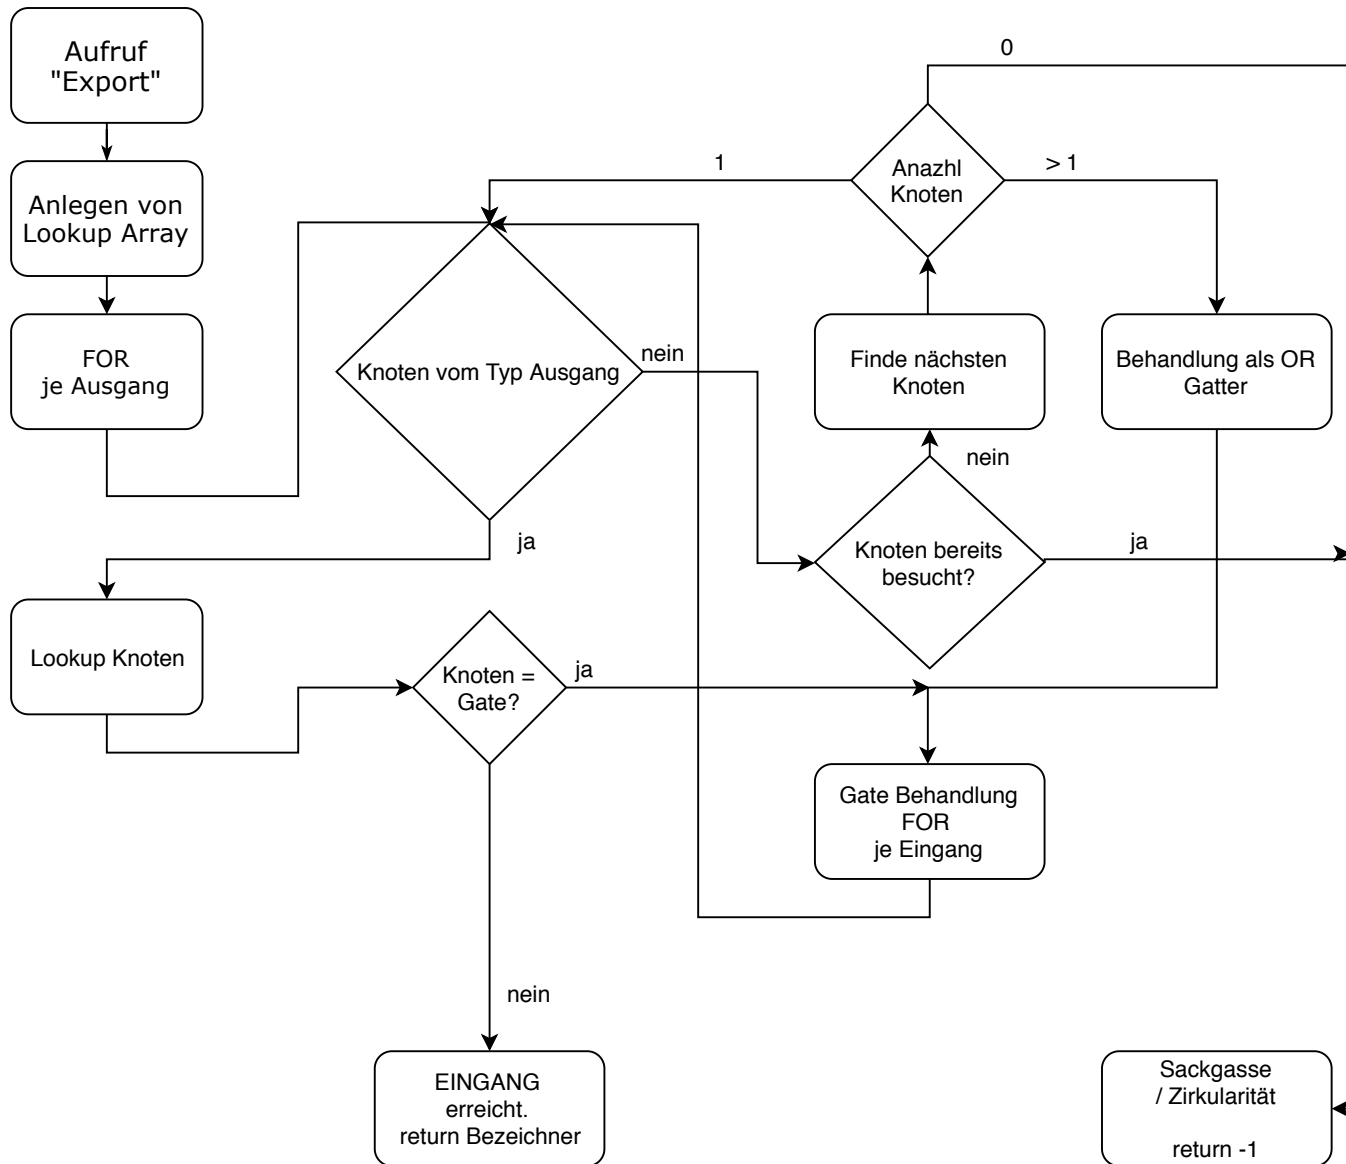 Aufruf
"Export"
Anlegen von
Lookup Array
FOR
je Ausgang
Knoten vom Typ Ausgang
nein
ja
1
0
> 1
Anazhl
Knoten
Finde nächsten
Knoten
Behandlung als OR
Gatter
nein
Knoten bereits
besucht?
ja
Lookup Knoten
Knoten =
Gate?
ja
nein
Gate Behandlung
FOR
je Eingang
EINGANG
erreicht.
return Bezeichner
Sackgasse
/ Zirkularität
return -1